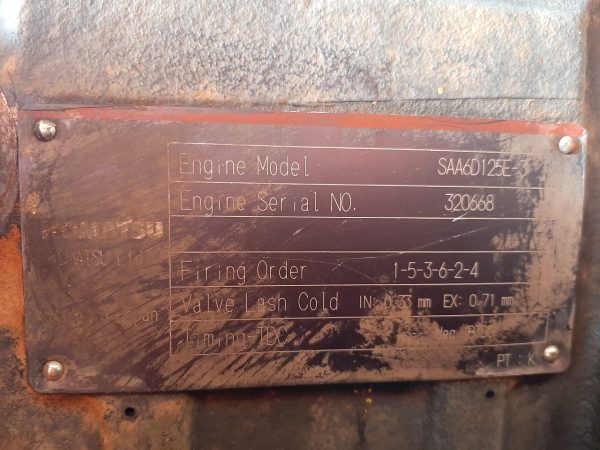 Engine Model SAA6D125E-3
Engine Serial NO. 320668
KOMATSU
Firing Order 1-5-3-6-2-4
Valve Lash Cold IN: 0.33 mm EX: 0.71 mm
Timing-TDC
PT : K